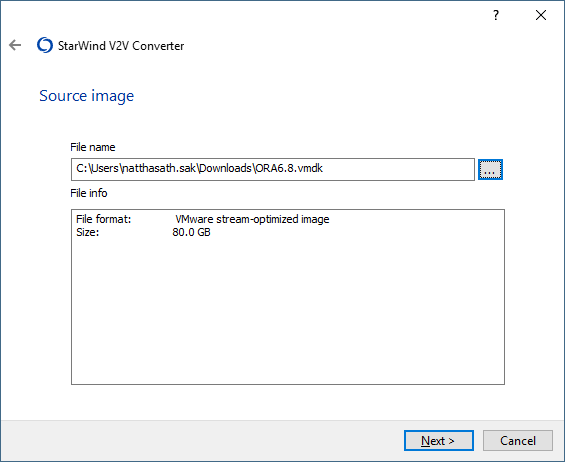 ?
StarWind V2V Converter
Source image
File name
C:\Users\natthasath.sak\Downloads\ORA6.8.vmdk
...
File info
File format: VMware stream-optimized image
Size: 80.0 GB
Next >
Cancel